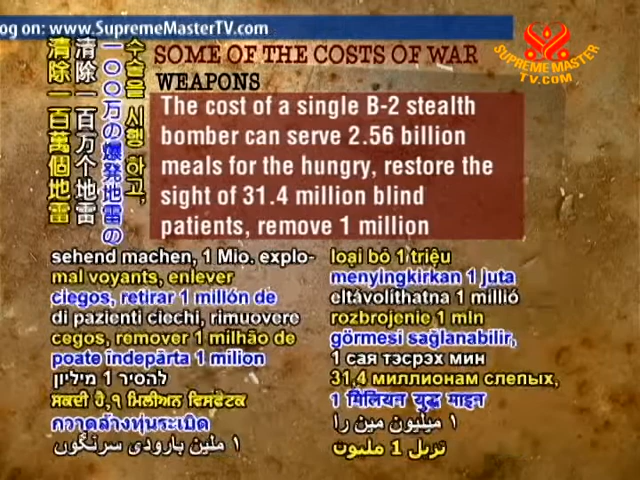 og on: www.SupremeMasterTV.com
SUPREME MASTER
TV.COM
SOME OF THE COSTS OF WAR
WEAPONS
The cost of a single B-2 stealth
bomber can serve 2.56 billion
meals for the hungry, restore the
sight of 31.4 million blind
patients, remove 1 million
清除一百萬個地雷
清除一百万个地雷
一〇〇万の爆発地雷の
수술을 시행 하고,
sehend machen, 1 Mio. explo-
mal voyants, enlever
ciegos, retirar 1 millón de
di pazienti ciechi, rimuovere
cegos, remover 1 milhão de
poate îndepărta 1 milion
להסיר 1 מיליון
ਸਕਦੀ ਹੈ, ੧ ਮਿਲੀਅਨ ਵਿਸਫੋਟਕ
กวาดล้างทุ่นระเบิด
۱ ملین بارودی سرنگوں
loại bỏ 1 triệu
menyingkirkan 1 juta
eltávolíthatna 1 millió
rozbrojenie 1 mln
görmesi sağlanabilir,
1 сая тэсрэх мин
31,4 миллионам слепых,
1 मिलियन युद्ध माइन
۱ میلیون مین را
تزيل 1 مليون